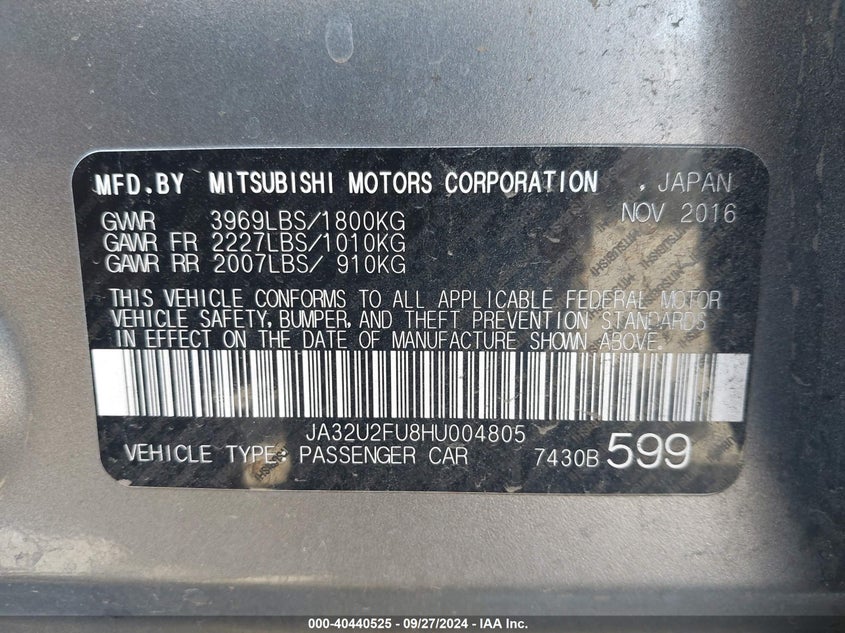 MFD.BY MITSUBISHI MOTORS CORPORATION , JAPAN
NOV 2016
GVWR 3969LBS/1800KG
GAWR FR 2227LBS/1010KG
GAWR RR 2007LBS/ 910KG
THIS VEHICLE CONFORMS TO ALL APPLICABLE FEDERAL MOTOR
VEHICLE SAFETY, BUMPER, AND THEFT PREVENTION STANDARDS
IN EFFECT ON THE DATE OF MANUFACTURE SHOWN ABOVE.
JA32U2FU8HU004805
VEHICLE TYPE: PASSENGER CAR 7430B 599
000-40440525 - 09/27/2024 - IAA Inc.